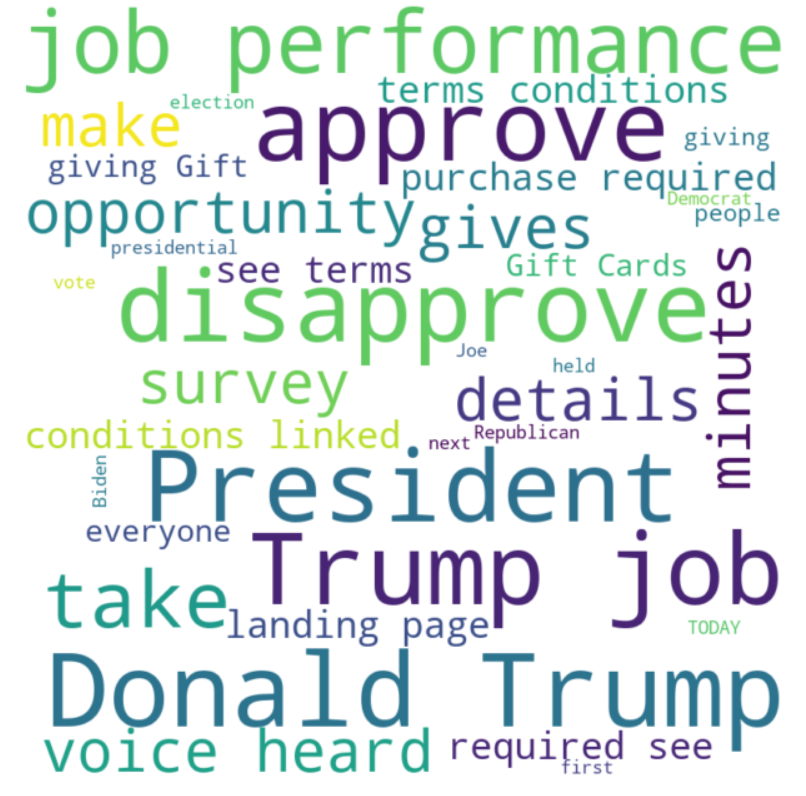 job performance
terms conditions
election
make
approve
giving
giving Gift
purchase required
Democrat
opportunity
gives
people
presidential
see terms
Gift Cards
minutes
vote
disapprove
Joe
held
survey
details
conditions linked
next
Republican
Biden
President
everyone
Trump job
take
landing page
TODAY
Donald Trump
voice heard
required see
first